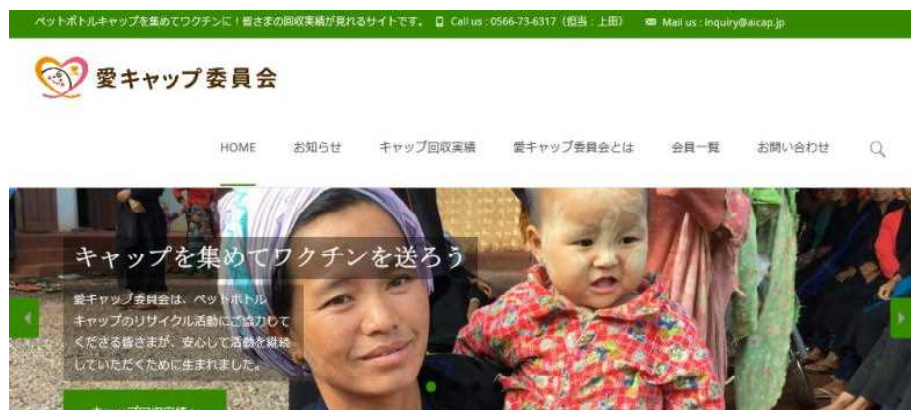 ペットボトルキャップを集めてワクチンに！皆さまの回収実績が見れるサイトです。 Call us : 0566-73-6317（担当：上田） Mail us : inquiry@aicap.jp
愛キャップ委員会
HOME お知らせ キャップ回収実績 愛キャップ委員会とは 会員一覧 お問い合わせ
キャップを集めてワクチンを送ろう
愛キャップ委員会は、ペットボトル
キャップのリサイクル活動にご協力して
くださる皆さまが、安心して活動を継続
していただくために生まれました。
キャップ回収実績